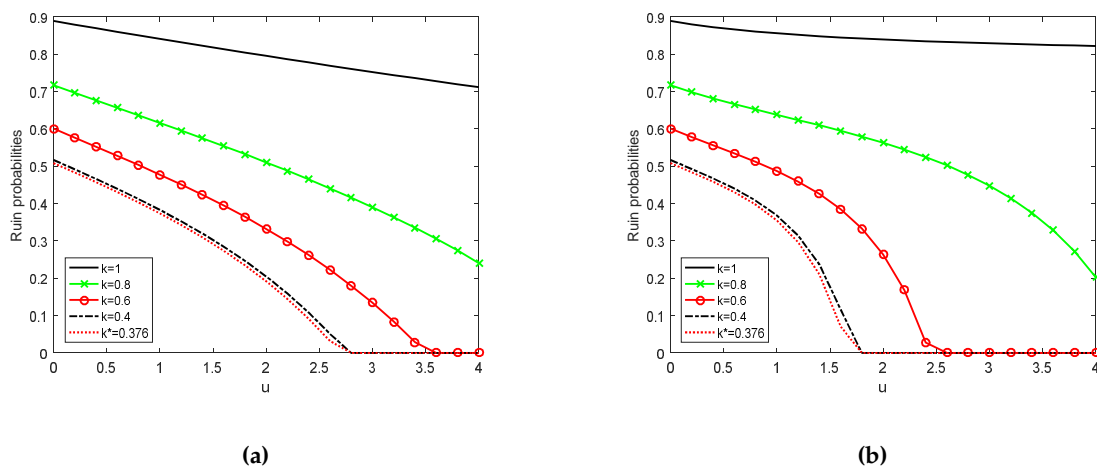 0.9
0.8
0.7
0.6
0.5
0.4
0.3
0.2
0.1
0
Ruin probabilities
k=1
k=0.8
k=0.6
k=0.4
k*=0.376
0 0.5 1 1.5 2 2.5 3 3.5 4
u
(a)
0.9
0.8
0.7
0.6
0.5
0.4
0.3
0.2
0.1
0
Ruin probabilities
k=1
k=0.8
k=0.6
k=0.4
k*=0.376
0 0.5 1 1.5 2 2.5 3 3.5 4
u
(b)